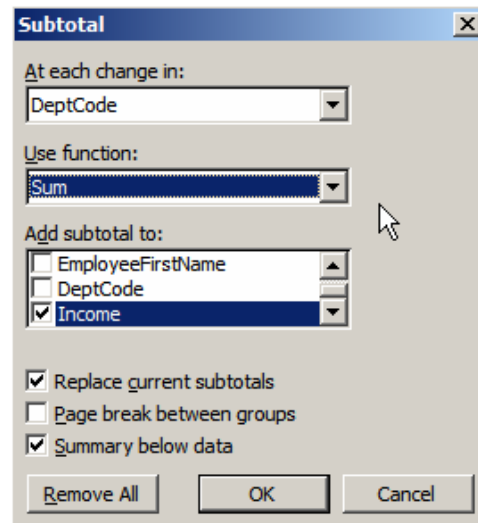 Subtotal
At each change in:
DeptCode
Use function:
Sum
Add subtotal to:
EmployeeFirstName
DeptCode
Income
Replace current subtotals
Page break between groups
Summary below data
Remove All OK Cancel